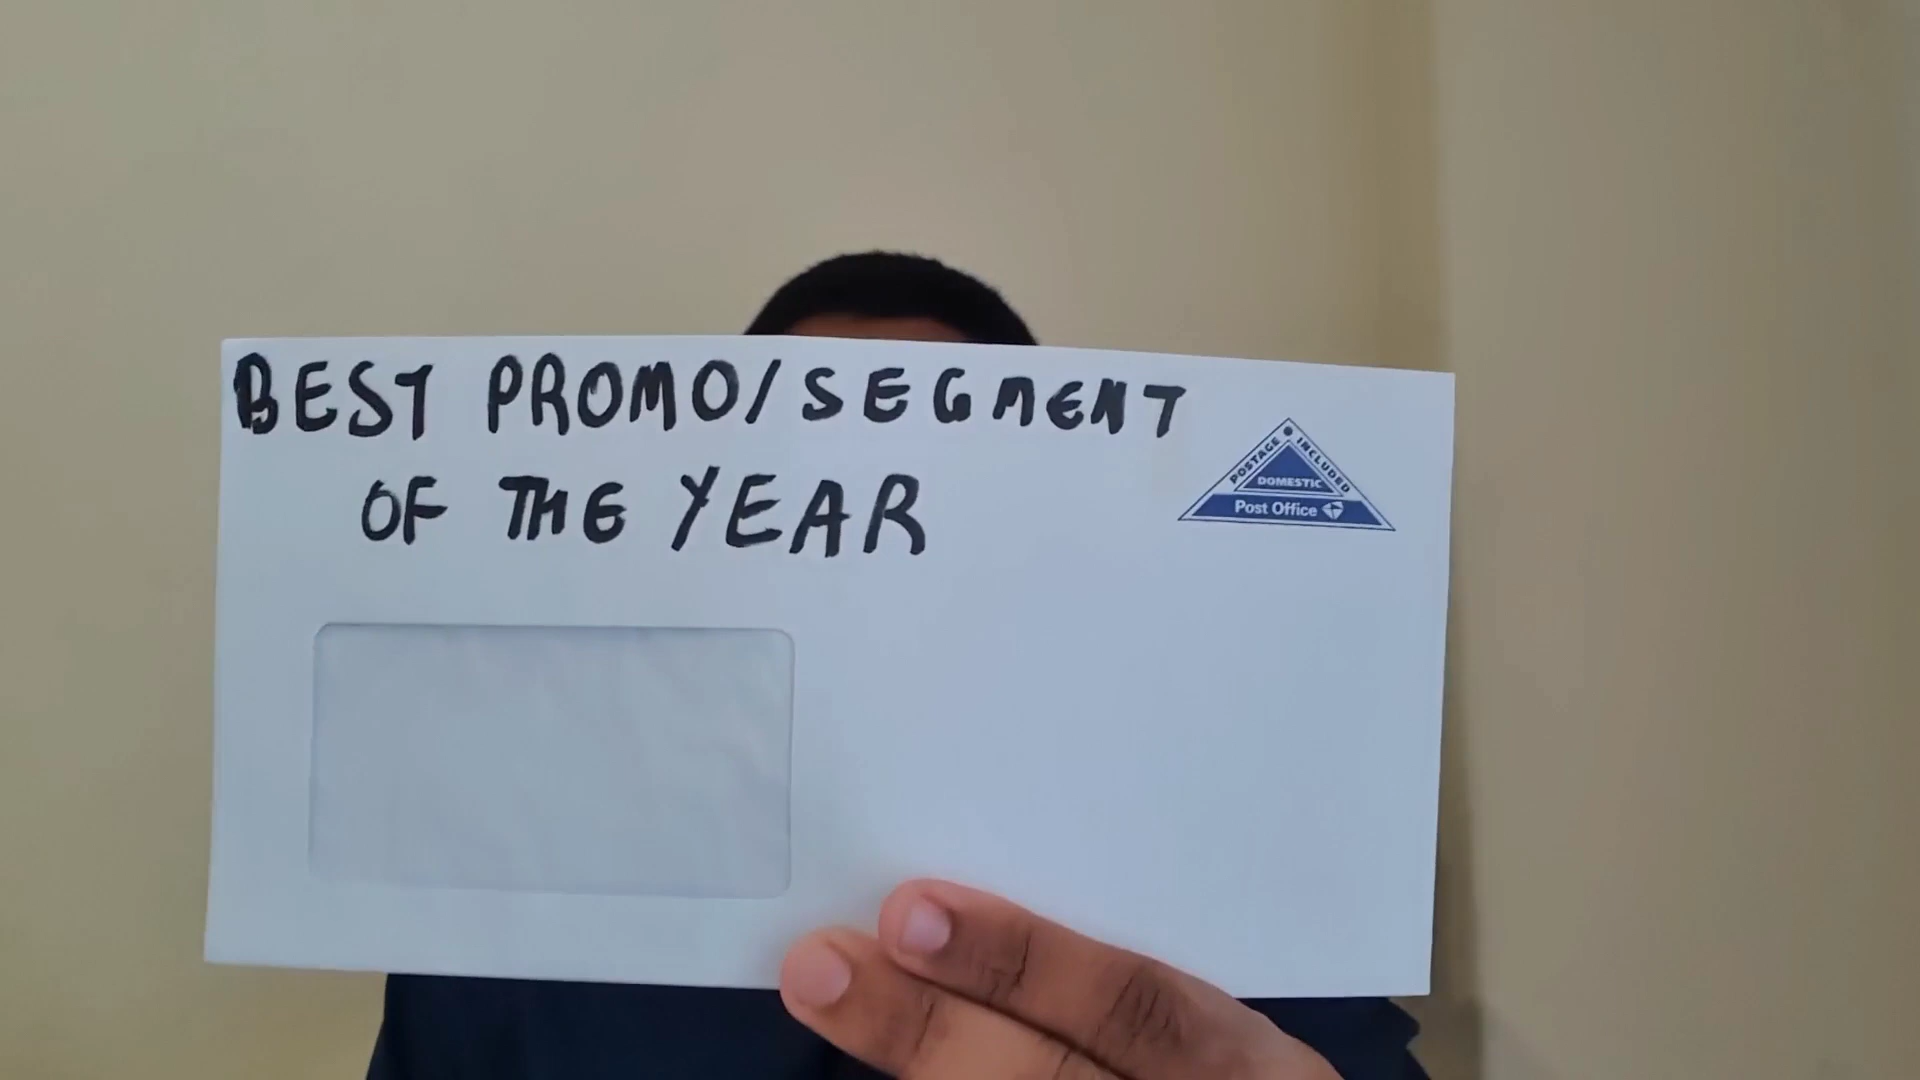 BEST PROMO/SEGMENT
OF THE YEAR
POSTAGE INCLUDED
DOMESTIC
Post Office